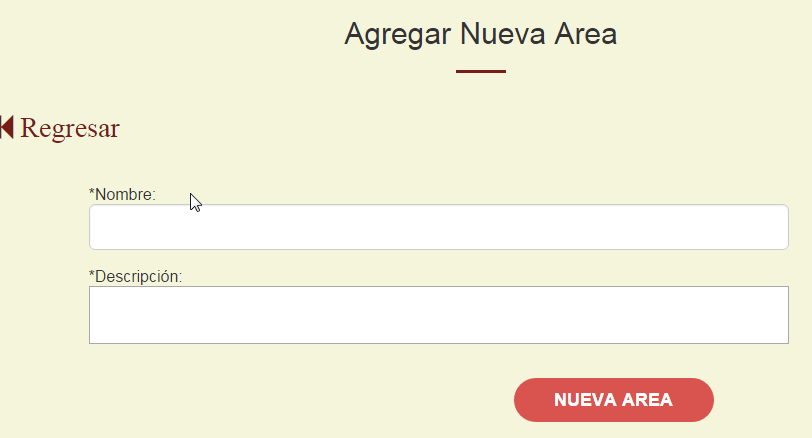 Agregar Nueva Area
Regresar
*Nombre:
*Descripción:
NUEVA AREA